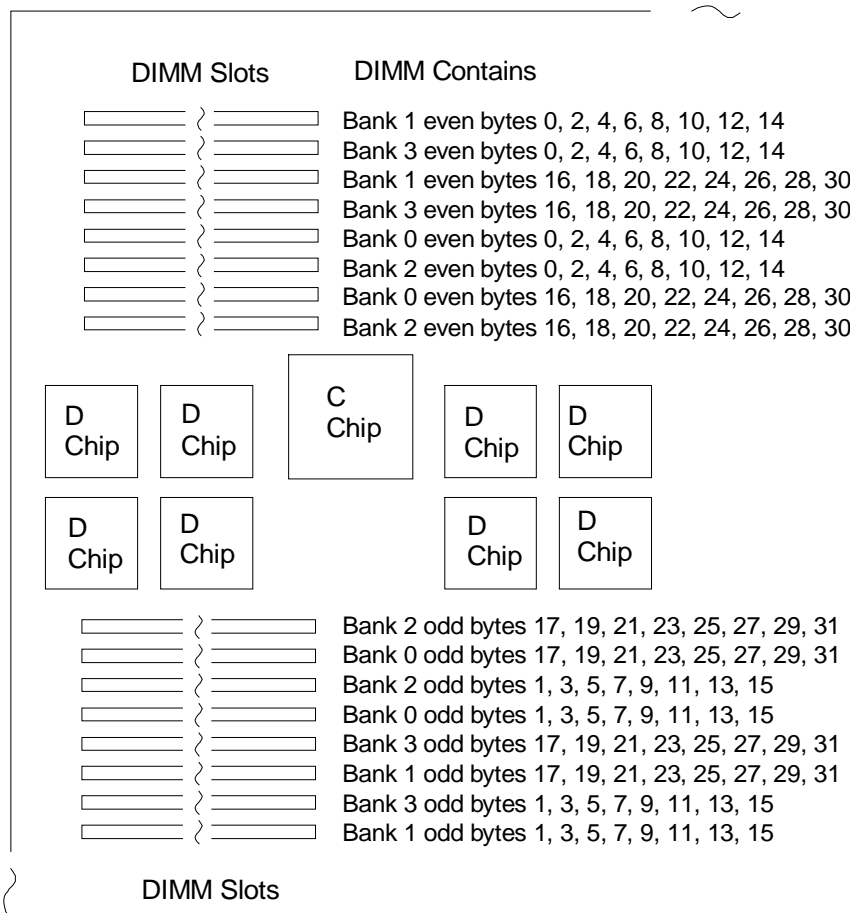 DIMM Slots DIMM Contains
Bank 1 even bytes 0, 2, 4, 6, 8, 10, 12, 14
Bank 3 even bytes 0, 2, 4, 6, 8, 10, 12, 14
Bank 1 even bytes 16, 18, 20, 22, 24, 26, 28, 30
Bank 3 even bytes 16, 18, 20, 22, 24, 26, 28, 30
Bank 0 even bytes 0, 2, 4, 6, 8, 10, 12, 14
Bank 2 even bytes 0, 2, 4, 6, 8, 10, 12, 14
Bank 0 even bytes 16, 18, 20, 22, 24, 26, 28, 30
Bank 2 even bytes 16, 18, 20, 22, 24, 26, 28, 30
D
Chip
D
Chip
C
Chip
D
Chip
D
Chip
D
Chip
D
Chip
D
Chip
D
Chip
Bank 2 odd bytes 17, 19, 21, 23, 25, 27, 29, 31
Bank 0 odd bytes 17, 19, 21, 23, 25, 27, 29, 31
Bank 2 odd bytes 1, 3, 5, 7, 9, 11, 13, 15
Bank 0 odd bytes 1, 3, 5, 7, 9, 11, 13, 15
Bank 3 odd bytes 17, 19, 21, 23, 25, 27, 29, 31
Bank 1 odd bytes 17, 19, 21, 23, 25, 27, 29, 31
Bank 3 odd bytes 1, 3, 5, 7, 9, 11, 13, 15
Bank 1 odd bytes 1, 3, 5, 7, 9, 11, 13, 15
DIMM Slots